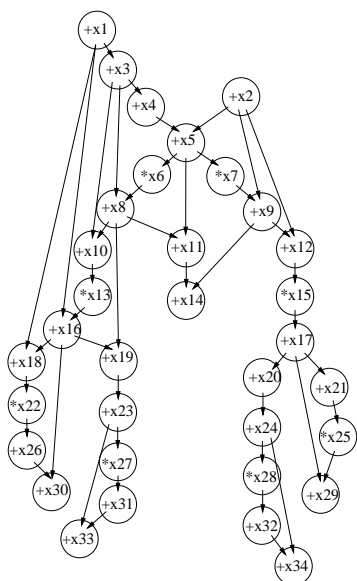 +x1
+x3
+x2
+x4
+x5
*x6
*x7
+x8
+x9
+x10
+x11
+x12
*x13
+x14
*x15
+x16
+x17
+x18
+x19
+x20
+x21
*x22
+x23
+x24
*x25
+x26
*x27
*x28
+x30
+x29
+x31
+x32
+x33
+x34